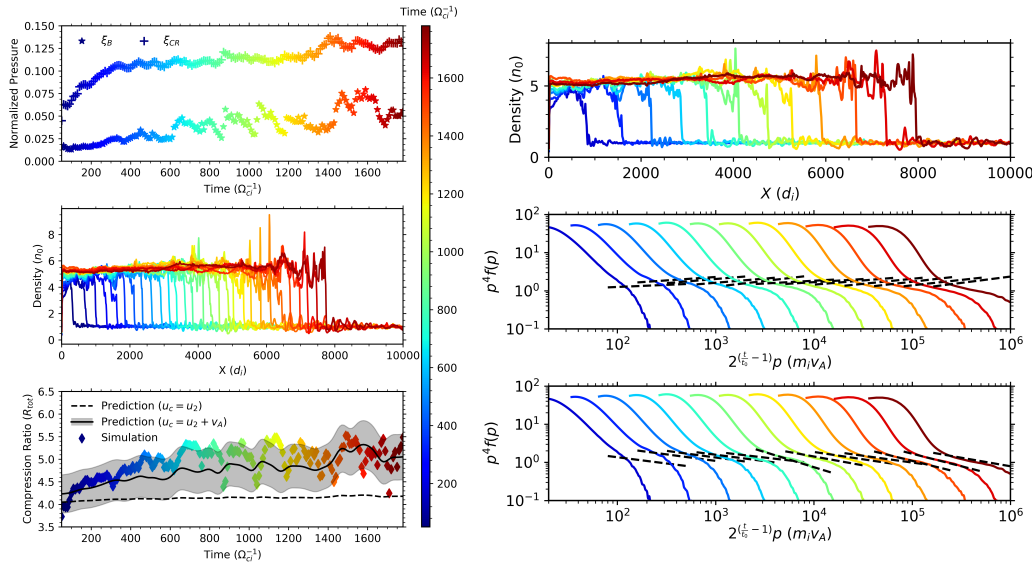 Time (Ω_ci^−1)
0.150
0.125
0.100
0.075
0.050
0.025
0.000
Normalized Pressure
ξ_B
ξ_CR
200 400 600 800 1000 1200 1400 1600
Time (Ω_ci^−1)
6
4
2
0
Density (n_0)
0 2000 4000 6000 8000 10000
X (d_i)
6.5
6.0
5.5
5.0
4.5
4.0
3.5
Compression Ratio (R_tot)
Prediction (u_c = u_2)
Prediction (u_c = u_2 + v_A)
Simulation
200 400 600 800 1000 1200 1400 1600
Time (Ω_ci^−1)
1600
1400
1200
1000
800
600
400
200
5
0
Density (n_0)
0 2000 4000 6000 8000 10000
X (d_i)
10^2
10^1
10^0
10^−1
p^4 f(p)
10^2 10^3 10^4 10^5 10^6
2^(t/t_0 −1) p (m_i v_A)
10^2
10^1
10^0
10^−1
p^4 f(p)
10^2 10^3 10^4 10^5 10^6
2^(t/t_0 −1) p (m_i v_A)